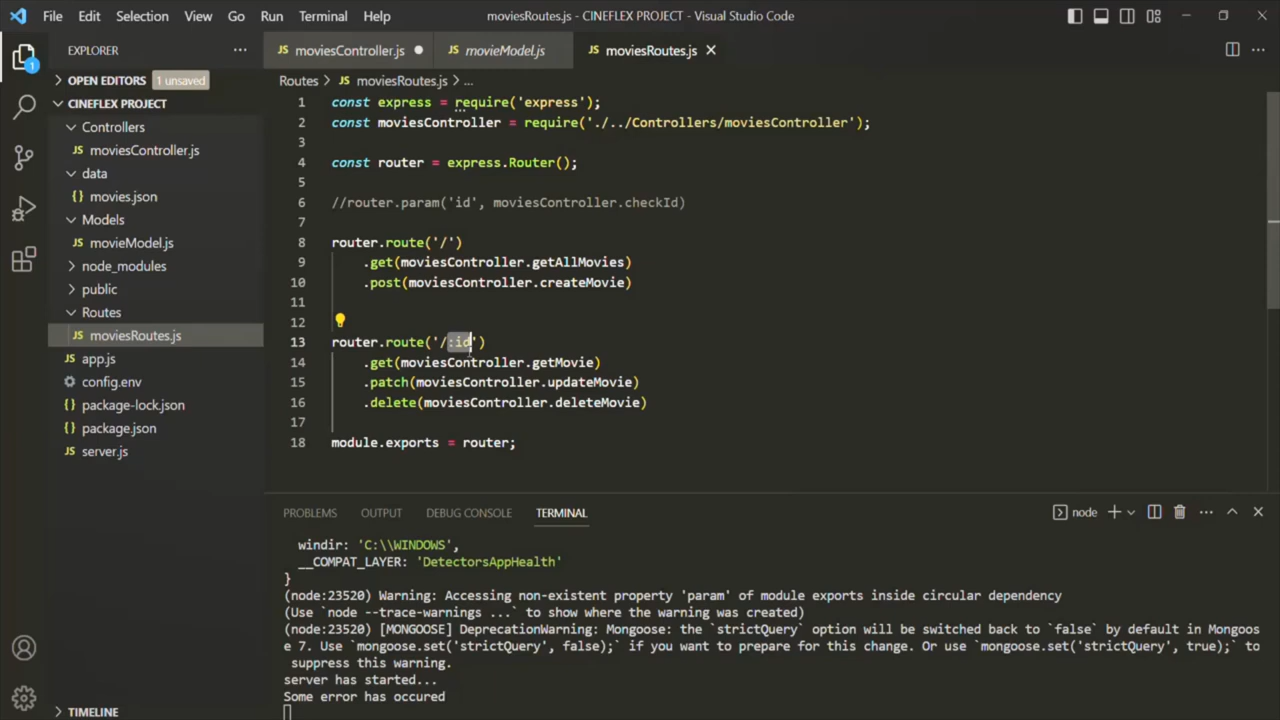 File Edit Selection View Go Run Terminal Help
moviesRoutes.js - CINEFLEX PROJECT - Visual Studio Code
EXPLORER
JS moviesController.js
JS movieModel.js
JS moviesRoutes.js
OPEN EDITORS 1 unsaved
Routes > JS moviesRoutes.js > ...
CINEFLEX PROJECT
Controllers
JS moviesController.js
data
{} movies.json
Models
JS movieModel.js
node_modules
public
Routes
JS moviesRoutes.js
JS app.js
config.env
{} package-lock.json
{} package.json
JS server.js
TIMELINE
1
1 const express = require('express');
2 const moviesController = require('./../Controllers/moviesController');
3
4 const router = express.Router();
5
6 //router.param('id', moviesController.checkId)
7
8 router.route('/')
9 .get(moviesController.getAllMovies)
10 .post(moviesController.createMovie)
11
12
13 router.route('/:id')
14 .get(moviesController.getMovie)
15 .patch(moviesController.updateMovie)
16 .delete(moviesController.deleteMovie)
17
18 module.exports = router;
PROBLEMS OUTPUT DEBUG CONSOLE TERMINAL
node
windir: 'C:\\WINDOWS',
__COMPAT_LAYER: 'DetectorsAppHealth'
}
(node:23520) Warning: Accessing non-existent property 'param' of module exports inside circular dependency
(Use `node --trace-warnings ...` to show where the warning was created)
(node:23520) [MONGOOSE] DeprecationWarning: Mongoose: the `strictQuery` option will be switched back to `false` by default in Mongoos
e 7. Use `mongoose.set('strictQuery', false);` if you want to prepare for this change. Or use `mongoose.set('strictQuery', true);` to
suppress this warning.
server has started...
Some error has occured